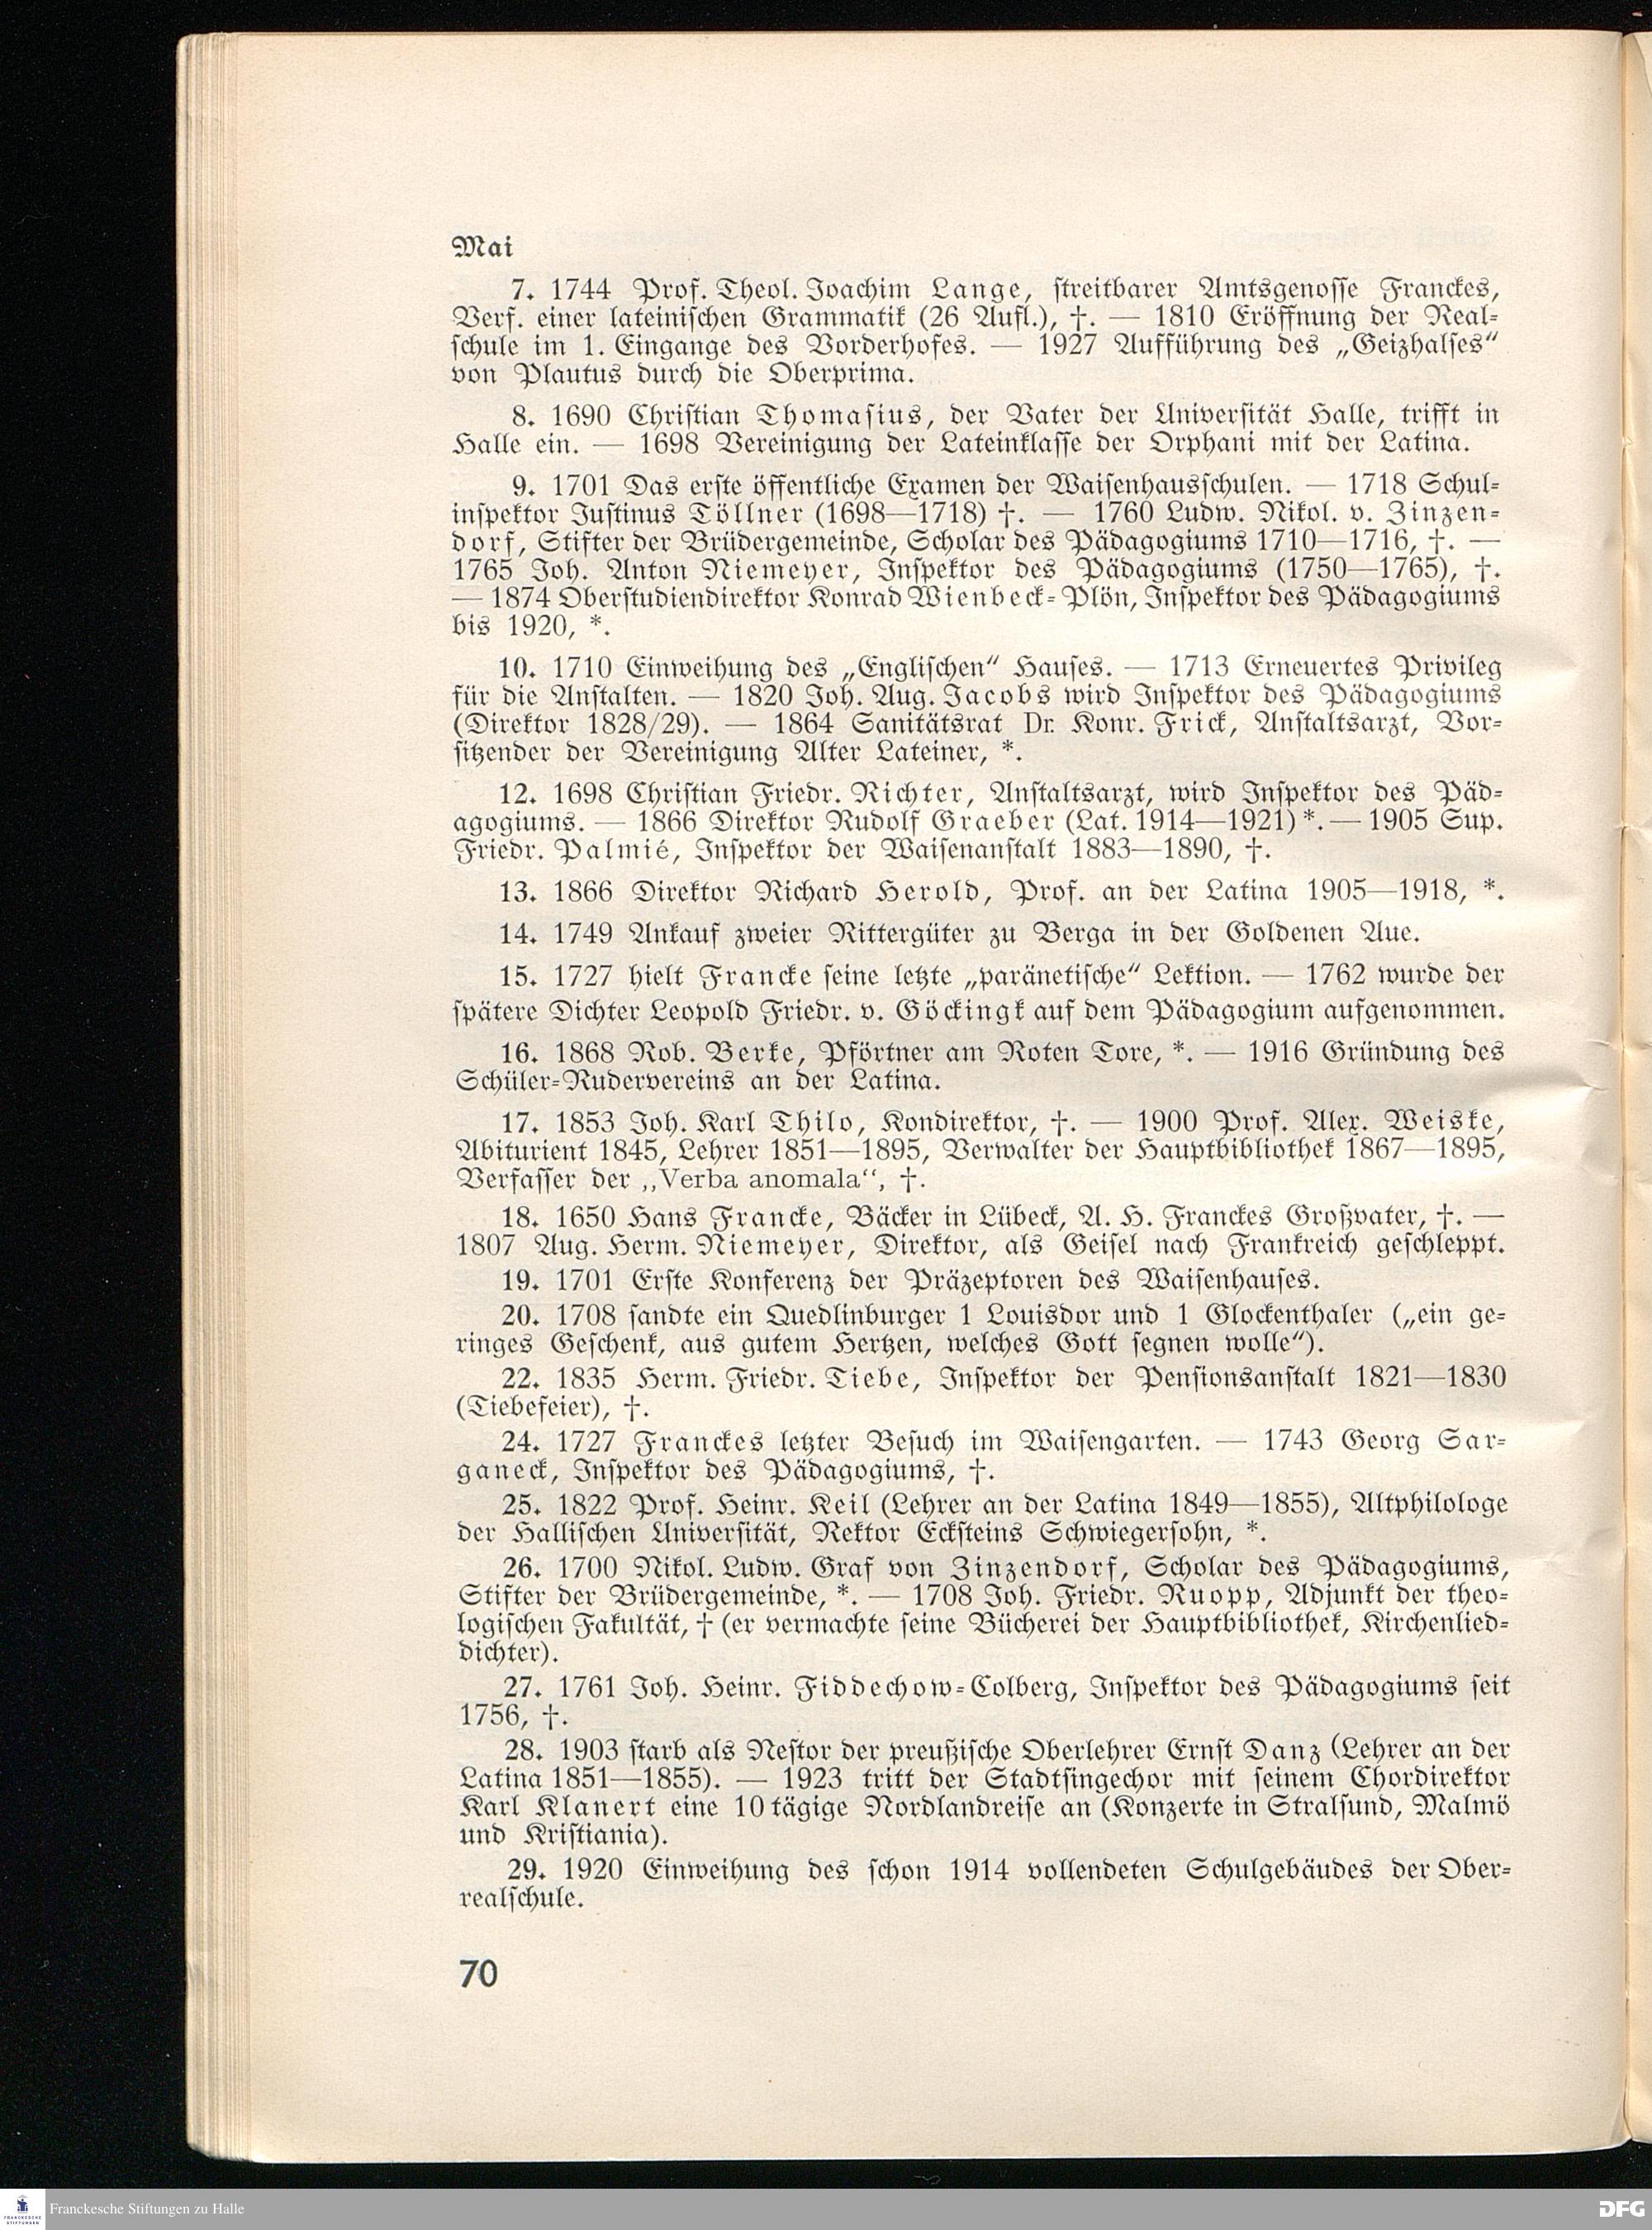 Mai
7. 1744 Prof. Theol. Joachim Lange, streitbarer Amtsgenosse Franckes,
Verf. einer lateinischen Grammatik (26 Aufl.), †. — 1810 Eröffnung der Real-
schule im 1. Eingange des Vorderhofes. — 1927 Aufführung des „Geizhalses“
von Plautus durch die Oberprima.
8. 1690 Christian Thomasius, der Vater der Universität Halle, trifft in
Halle ein. — 1698 Vereinigung der Lateinklasse der Orphani mit der Latina.
9. 1701 Das erste öffentliche Examen der Waisenhausschulen. — 1718 Schul-
inspektor Justinus Töllner (1698—1718) †. — 1760 Ludw. Nikol. v. Zinzen-
dorf, Stifter der Brüdergemeinde, Scholar des Pädagogiums 1710—1716, †. —
1765 Joh. Anton Niemeyer, Inspektor des Pädagogiums (1750—1765), †.
— 1874 Oberstudiendirektor Konrad Wienbeck-Plön, Inspektor des Pädagogiums
bis 1920, *.
10. 1710 Einweihung des „Englischen“ Hauses. — 1713 Erneuertes Privileg
für die Anstalten. — 1820 Joh. Aug. Jacobs wird Inspektor des Pädagogiums
(Direktor 1828/29). — 1864 Sanitätsrat Dr. Konr. Frick, Anstaltsarzt, Vor-
sitzender der Vereinigung Alter Lateiner, *.
12. 1698 Christian Friedr. Richter, Anstaltsarzt, wird Inspektor des Päd-
agogiums. — 1866 Direktor Rudolf Graeber (Lat. 1914—1921) *. — 1905 Sup.
Friedr. Palmié, Inspektor der Waisenanstalt 1883—1890, †.
13. 1866 Direktor Richard Herold, Prof. an der Latina 1905—1918, *.
14. 1749 Ankauf zweier Rittergüter zu Berga in der Goldenen Aue.
15. 1727 hielt Francke seine letzte „paränetische“ Lektion. — 1762 wurde der
spätere Dichter Leopold Friedr. v. Göckingk auf dem Pädagogium aufgenommen.
16. 1868 Rob. Berke, Pförtner am Roten Tore, *. — 1916 Gründung des
Schüler-Rudervereins an der Latina.
17. 1853 Joh. Karl Thilo, Kondirektor, †. — 1900 Prof. Alex. Weiske,
Abiturient 1845, Lehrer 1851—1895, Verwalter der Hauptbibliothek 1867—1895,
Verfasser der „Verba anomala“, †.
18. 1650 Hans Francke, Bäcker in Lübeck, A. H. Franckes Großvater, †. —
1807 Aug. Herm. Niemeyer, Direktor, als Geisel nach Frankreich geschleppt.
19. 1701 Erste Konferenz der Präzeptoren des Waisenhauses.
20. 1708 sandte ein Quedlinburger 1 Louisdor und 1 Glockenthaler („ein ge-
ringes Geschenk, aus gutem Hertzen, welches Gott segnen wolle“).
22. 1835 Herm. Friedr. Tiebe, Inspektor der Pensionsanstalt 1821—1830
(Tiebefeier), †.
24. 1727 Franckes letzter Besuch im Waisengarten. — 1743 Georg Sar-
ganeck, Inspektor des Pädagogiums, †.
25. 1822 Prof. Heinr. Keil (Lehrer an der Latina 1849—1855), Altphilologe
der Hallischen Universität, Rektor Ecksteins Schwiegersohn, *.
26. 1700 Nikol. Ludw. Graf von Zinzendorf, Scholar des Pädagogiums,
Stifter der Brüdergemeinde, *. — 1708 Joh. Friedr. Ruopp, Adjunkt der theo-
logischen Fakultät, † (er vermachte seine Bücherei der Hauptbibliothek, Kirchenlied-
dichter).
27. 1761 Joh. Heinr. Fiddechow-Colberg, Inspektor des Pädagogiums seit
1756, †.
28. 1903 starb als Nestor der preußische Oberlehrer Ernst Danz (Lehrer an der
Latina 1851—1855). — 1923 tritt der Stadtsingechor mit seinem Chordirektor
Karl Klanert eine 10 tägige Nordlandreise an (Konzerte in Stralsund, Malmö
und Kristiania).
29. 1920 Einweihung des schon 1914 vollendeten Schulgebäudes der Ober-
realschule.
70
FRANCKESCHE
STIFTUNGEN
Franckesche Stiftungen zu Halle
DFG